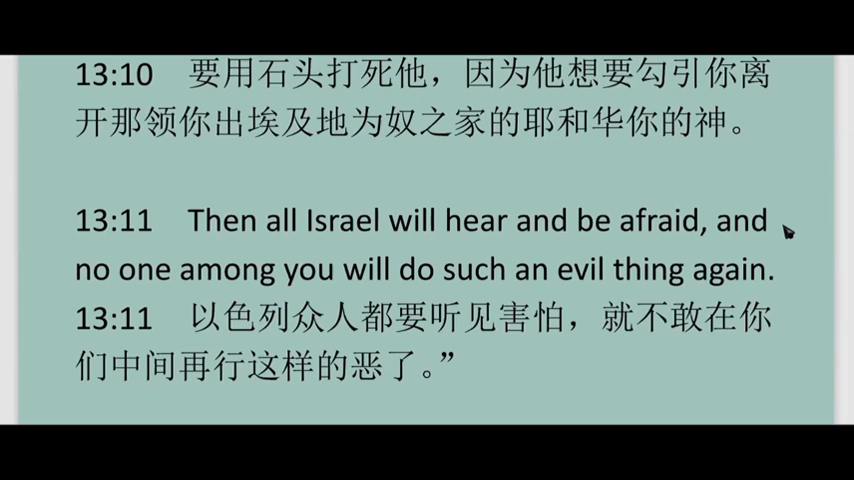 13:10 要用石头打死他，因为他想要勾引你离
开那领你出埃及地为奴之家的耶和华你的神。
13:11 Then all Israel will hear and be afraid, and
no one among you will do such an evil thing again.
13:11 以色列众人都要听见害怕，就不敢在你
们中间再行这样的恶了。”